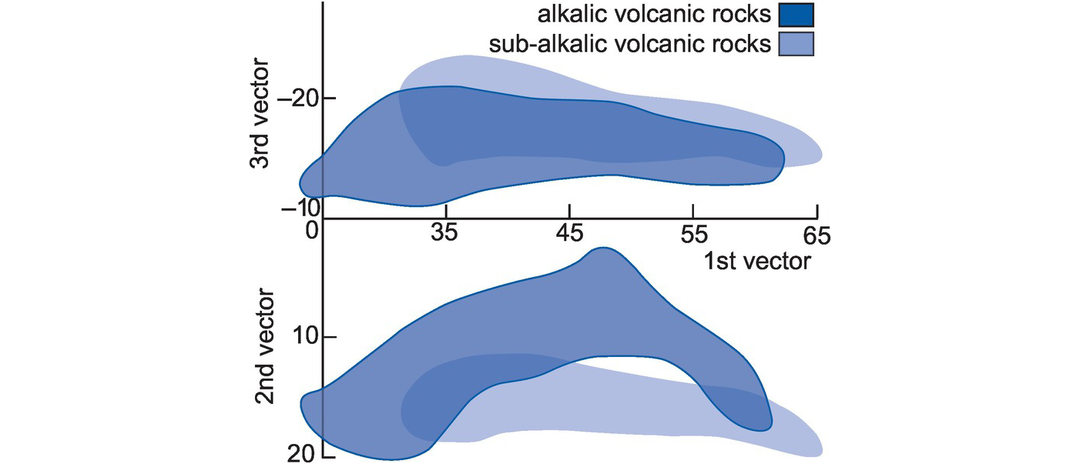 alkalic volcanic rocks
sub-alkalic volcanic rocks
3rd vector
–20
–10
0
35
45
55
65
1st vector
2nd vector
10
20